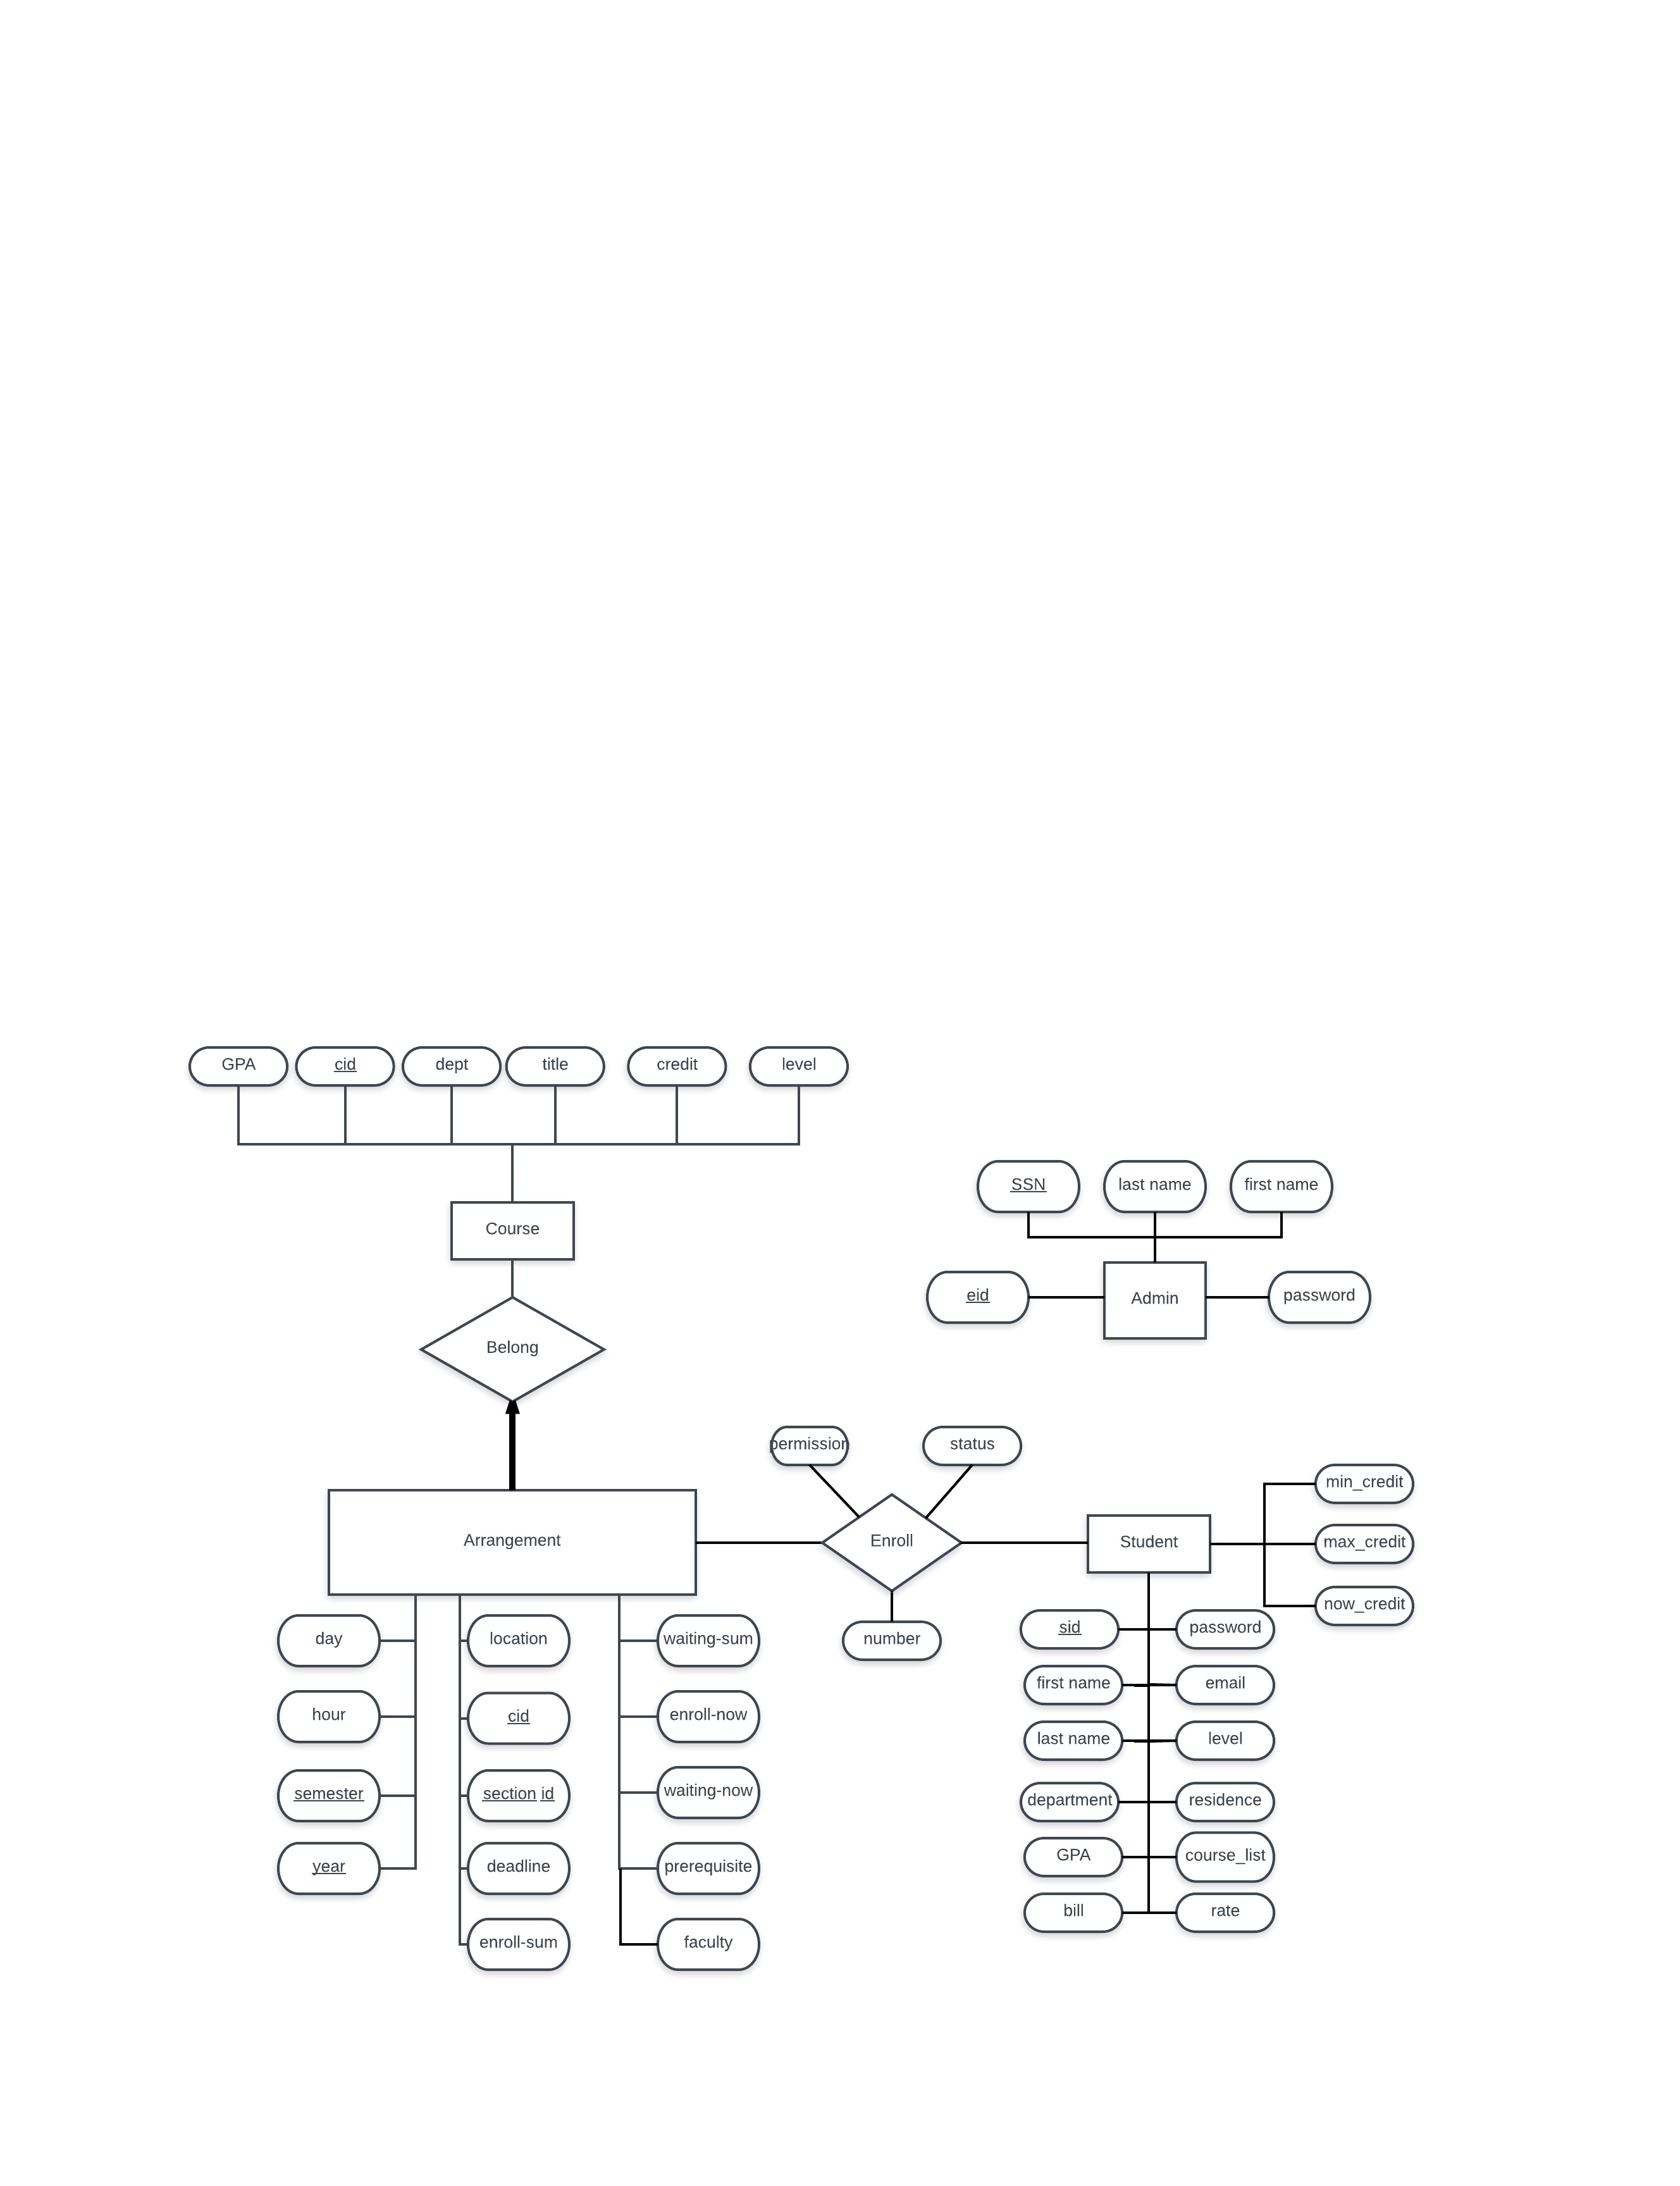 GPA
cid
dept
title
credit
level
Course
Belong
SSN
last name
first name
eid
Admin
password
Arrangement
permission
status
Enroll
number
Student
min_credit
max_credit
now_credit
day
hour
semester
year
location
cid
section id
deadline
enroll-sum
waiting-sum
enroll-now
waiting-now
prerequisite
faculty
sid
password
first name
email
last name
level
department
residence
GPA
course_list
bill
rate